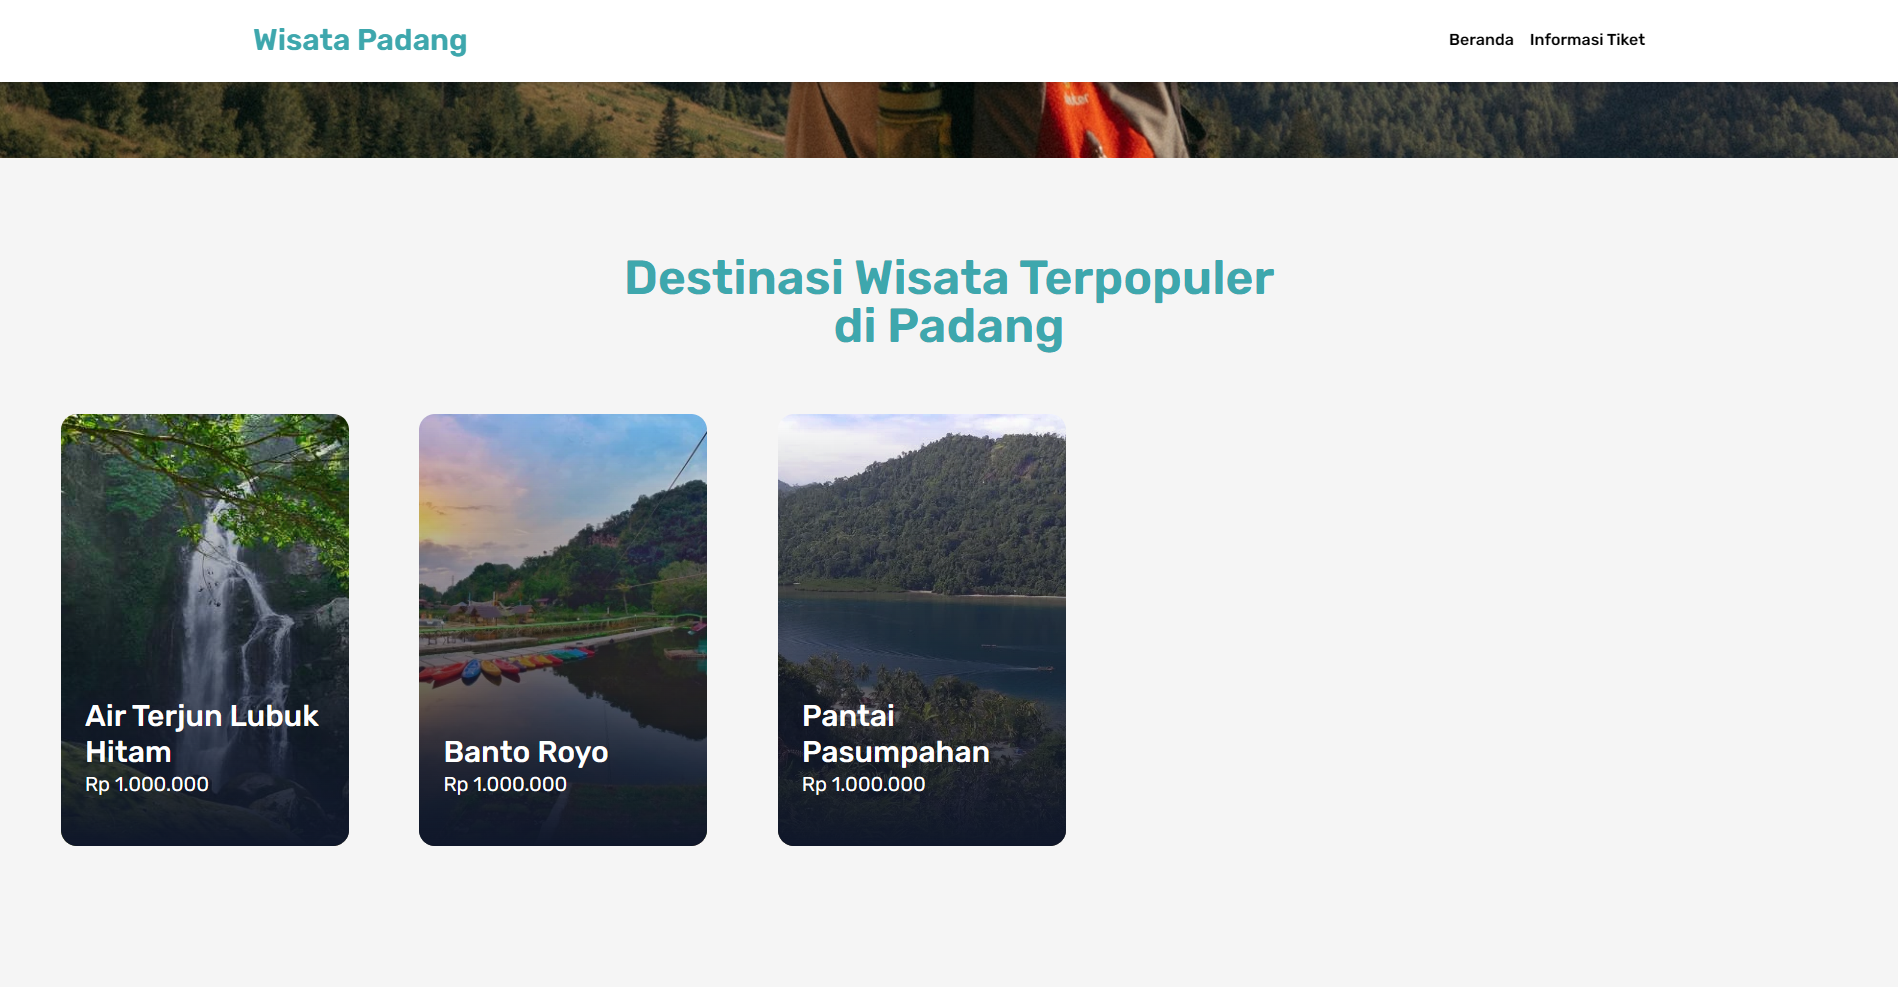 Wisata Padang
Beranda Informasi Tiket
Destinasi Wisata Terpopuler
di Padang
Air Terjun Lubuk
Hitam
Rp 1.000.000
Banto Royo
Rp 1.000.000
Pantai
Pasumpahan
Rp 1.000.000